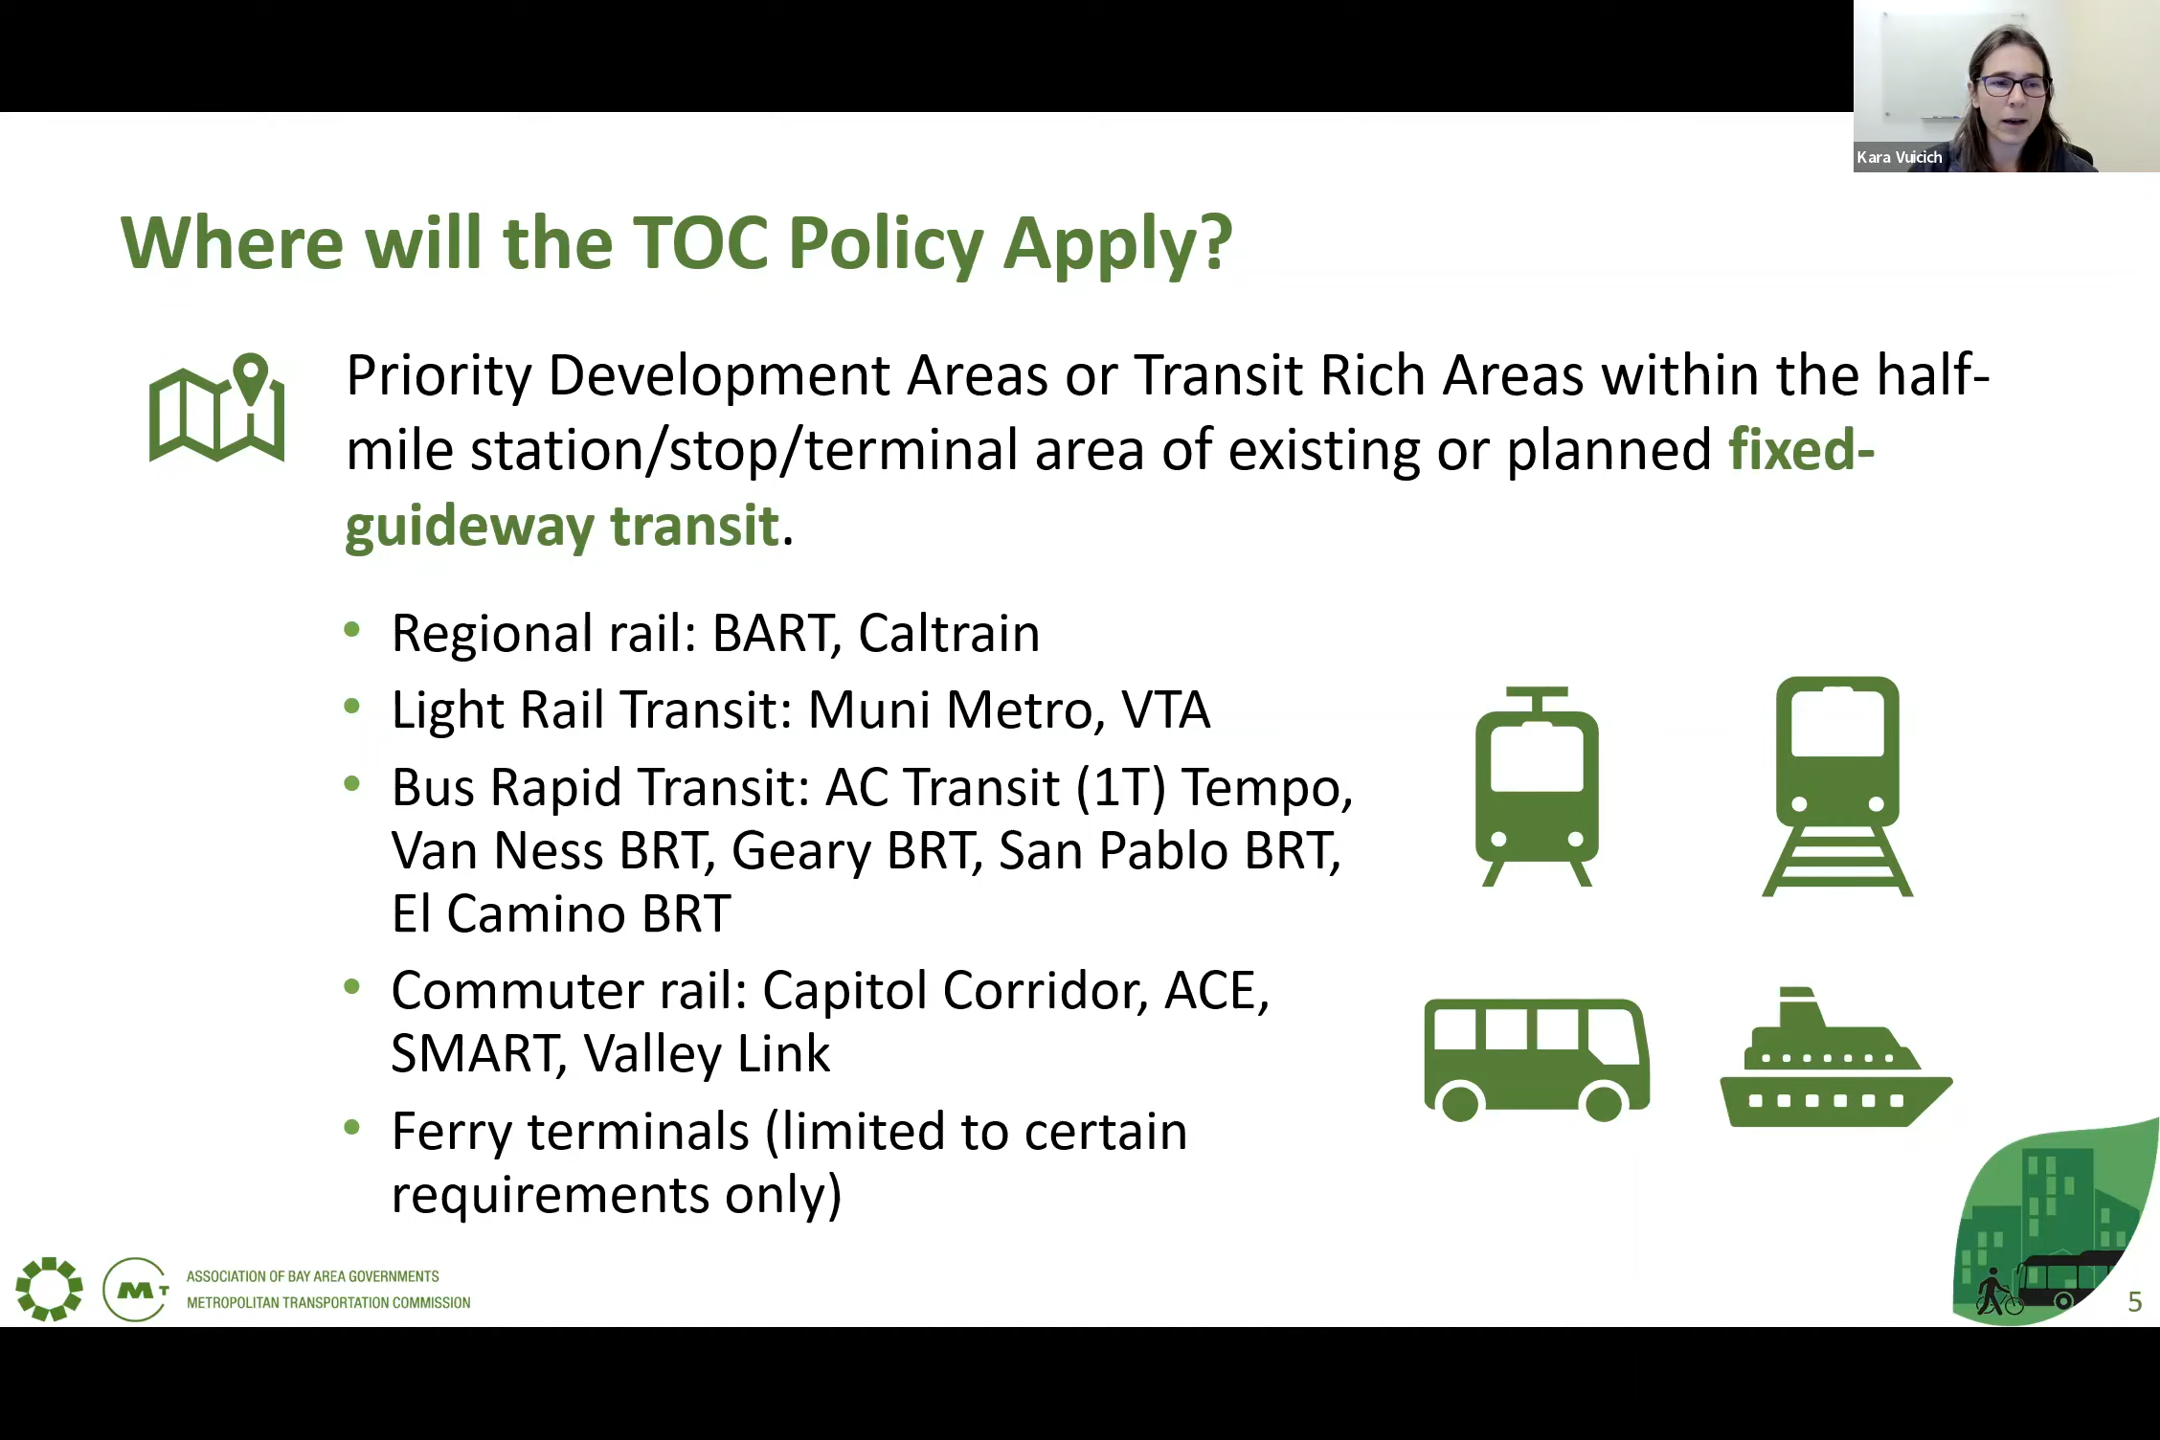 Kara Vuicich
Where will the TOC Policy Apply?
Priority Development Areas or Transit Rich Areas within the half-
mile station/stop/terminal area of existing or planned fixed-
guideway transit.
• Regional rail: BART, Caltrain
• Light Rail Transit: Muni Metro, VTA
• Bus Rapid Transit: AC Transit (1T) Tempo,
Van Ness BRT, Geary BRT, San Pablo BRT,
El Camino BRT
• Commuter rail: Capitol Corridor, ACE,
SMART, Valley Link
• Ferry terminals (limited to certain
requirements only)
MT
ASSOCIATION OF BAY AREA GOVERNMENTS
METROPOLITAN TRANSPORTATION COMMISSION
5